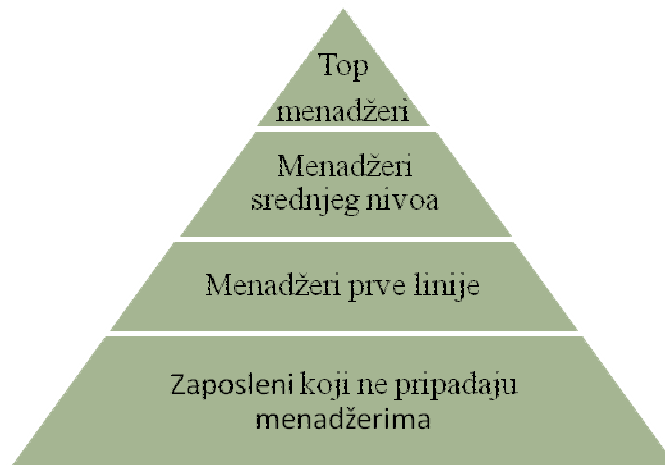 Top
menadžeri
Menadžeri
srednjeg nivoa
Menadžeri prve linije
Zaposleni koji ne pripadaju
menadžerima